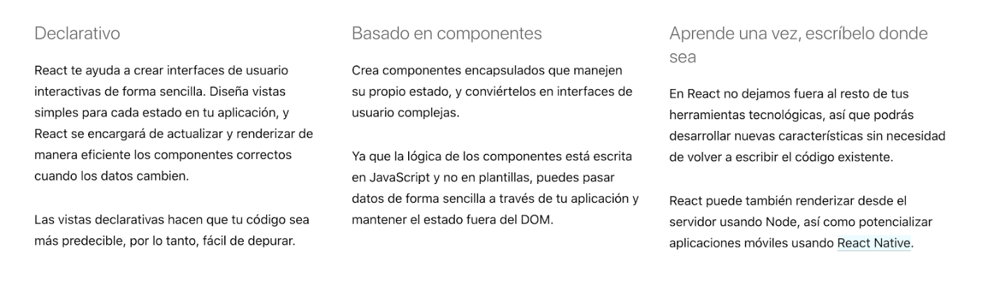 Declarativo
React te ayuda a crear interfaces de usuario
interactivas de forma sencilla. Diseña vistas
simples para cada estado en tu aplicación, y
React se encargará de actualizar y renderizar de
manera eficiente los componentes correctos
cuando los datos cambien.
Las vistas declarativas hacen que tu código sea
más predecible, por lo tanto, fácil de depurar.
Basado en componentes
Crea componentes encapsulados que manejen
su propio estado, y conviértelos en interfaces de
usuario complejas.
Ya que la lógica de los componentes está escrita
en JavaScript y no en plantillas, puedes pasar
datos de forma sencilla a través de tu aplicación y
mantener el estado fuera del DOM.
Aprende una vez, escríbelo donde
sea
En React no dejamos fuera al resto de tus
herramientas tecnológicas, así que podrás
desarrollar nuevas características sin necesidad
de volver a escribir el código existente.
React puede también renderizar desde el
servidor usando Node, así como potencializar
aplicaciones móviles usando React Native.